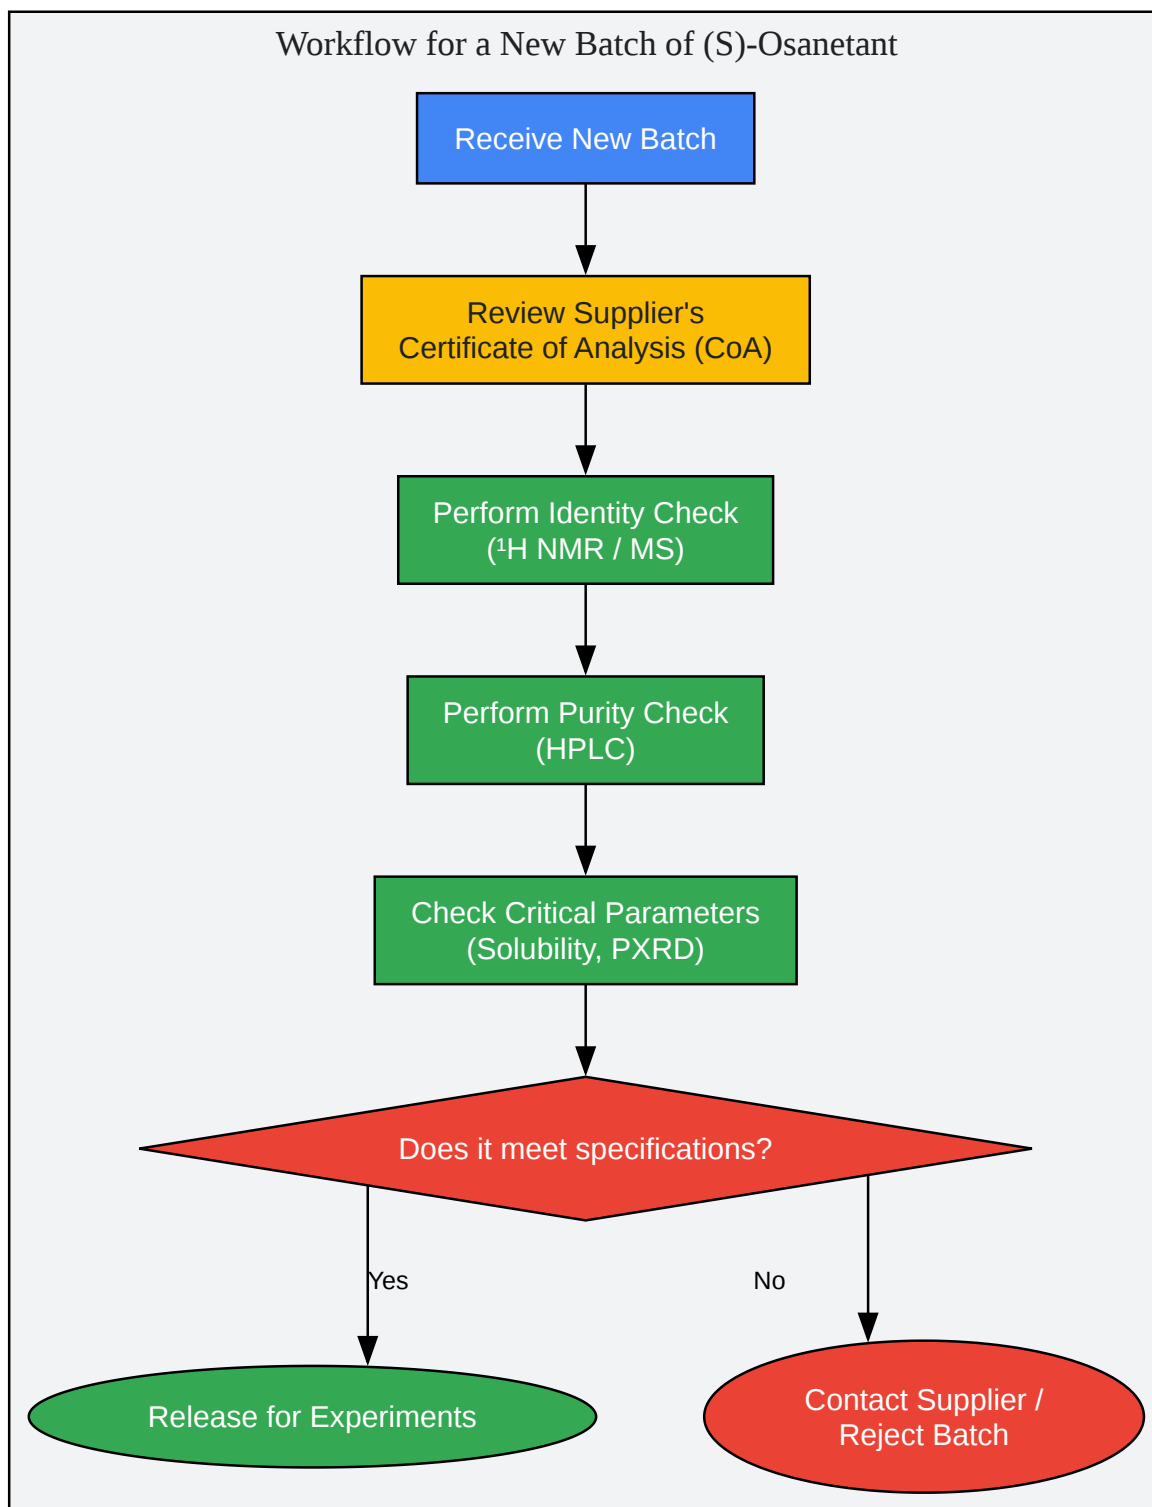 Workflow for a New Batch of (S)-Osanetant
Receive New Batch
Review Supplier's
Certificate of Analysis (CoA)
Perform Identity Check
(¹H NMR / MS)
Perform Purity Check
(HPLC)
Check Critical Parameters
(Solubility, PXRD)
Does it meet specifications?
Yes
No
Release for Experiments
Contact Supplier /
Reject Batch